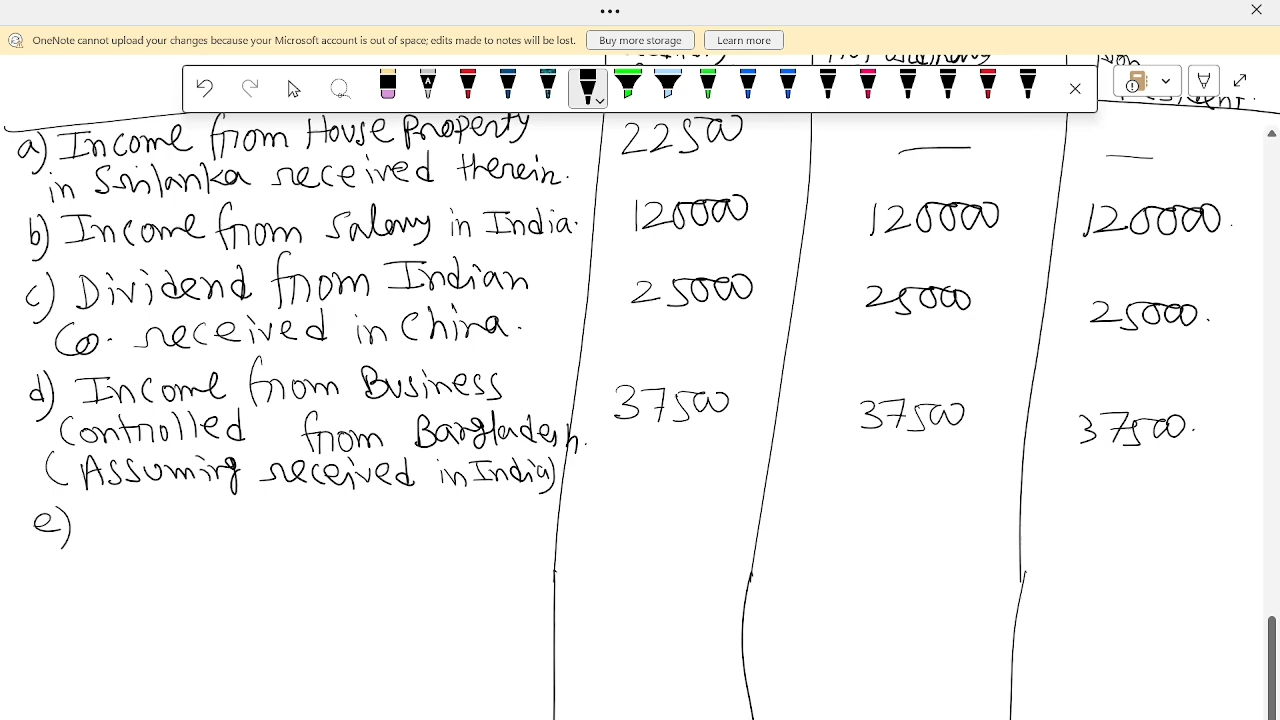 OneNote cannot upload your changes because your Microsoft account is out of space; edits made to notes will be lost. Buy more storage Learn more
a) Income from House Property 22500 — —
in Srilanka received therein.
b) Income from Salary in India. 120000 120000 120000.
c) Dividend from Indian 25000 25000 25000.
Co. received in China.
d) Income from Business 37500 37500 37500.
Controlled from Bangladesh.
(Assuming received in India)
e)